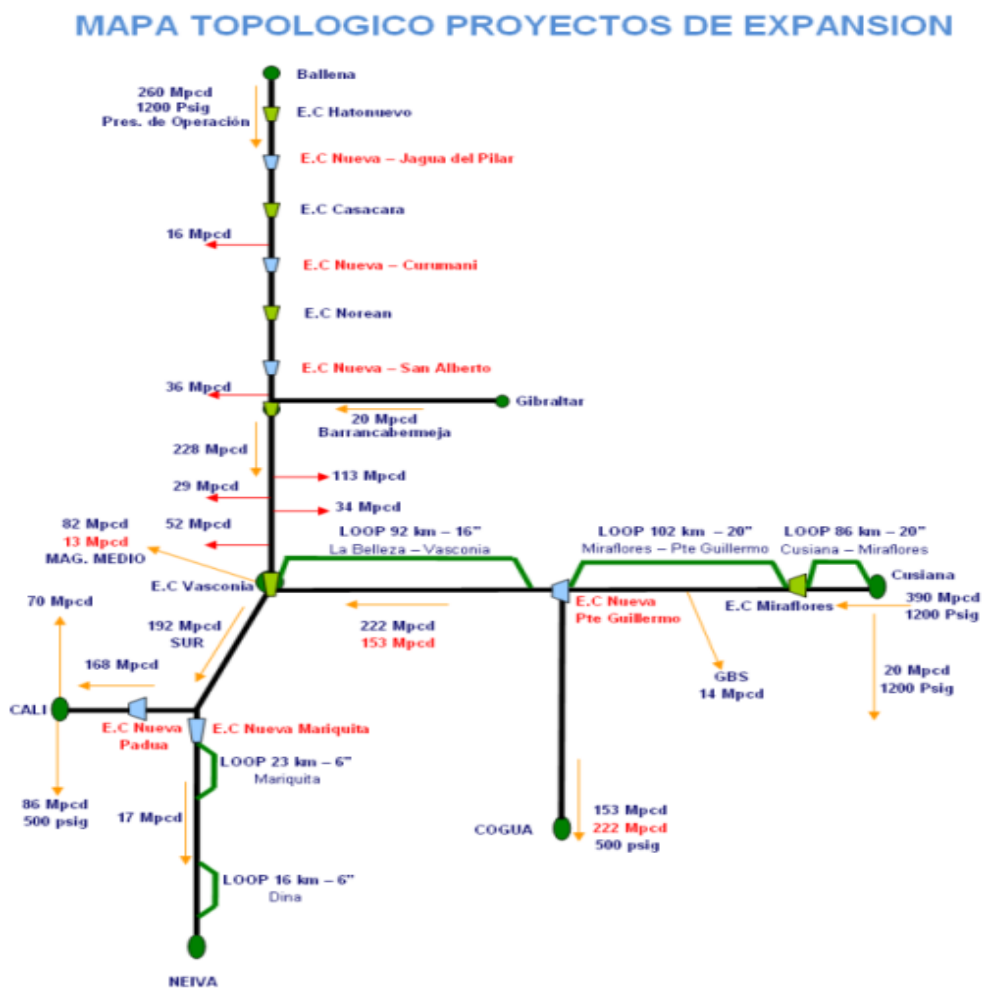 MAPA TOPOLOGICO PROYECTOS DE EXPANSION
Ballena
260 Mpcd
1200 Psig
Pres. de Operación
E.C Hatonuevo
E.C Nueva – Jagua del Pilar
E.C Casacara
16 Mpcd
E.C Nueva – Curumani
E.C Norean
E.C Nueva – San Alberto
36 Mpcd
Gibraltar
20 Mpcd
Barrancabermeja
228 Mpcd
113 Mpcd
29 Mpcd
34 Mpcd
82 Mpcd
13 Mpcd
MAG. MEDIO
52 Mpcd
LOOP 92 km – 16”
La Belleza – Vasconia
LOOP 102 km – 20”
Miraflores – Pte Guillermo
LOOP 86 km – 20”
Cusiana – Miraflores
E.C Vasconia
Cusiana
390 Mpcd
1200 Psig
E.C Miraflores
E.C Nueva
Pte Guillermo
70 Mpcd
192 Mpcd
SUR
222 Mpcd
153 Mpcd
168 Mpcd
GBS
14 Mpcd
20 Mpcd
1200 Psig
CALI
E.C Nueva
Padua
E.C Nueva Mariquita
LOOP 23 km – 6”
Mariquita
86 Mpcd
500 psig
17 Mpcd
COGUA
153 Mpcd
222 Mpcd
500 psig
LOOP 16 km – 6”
Dina
NEIVA